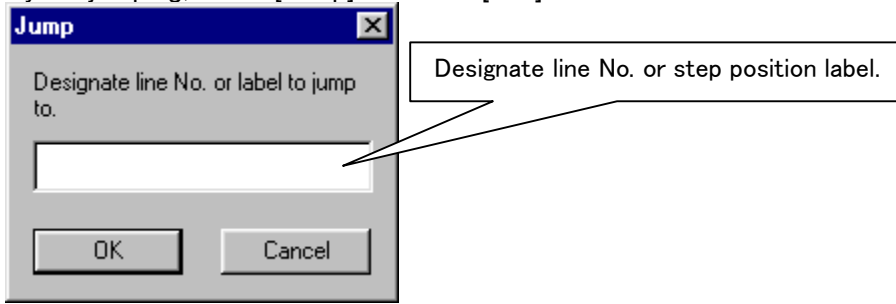 Jump
Designate line No. or label to jump
to.
Designate line No. or step position label.
OK
Cancel